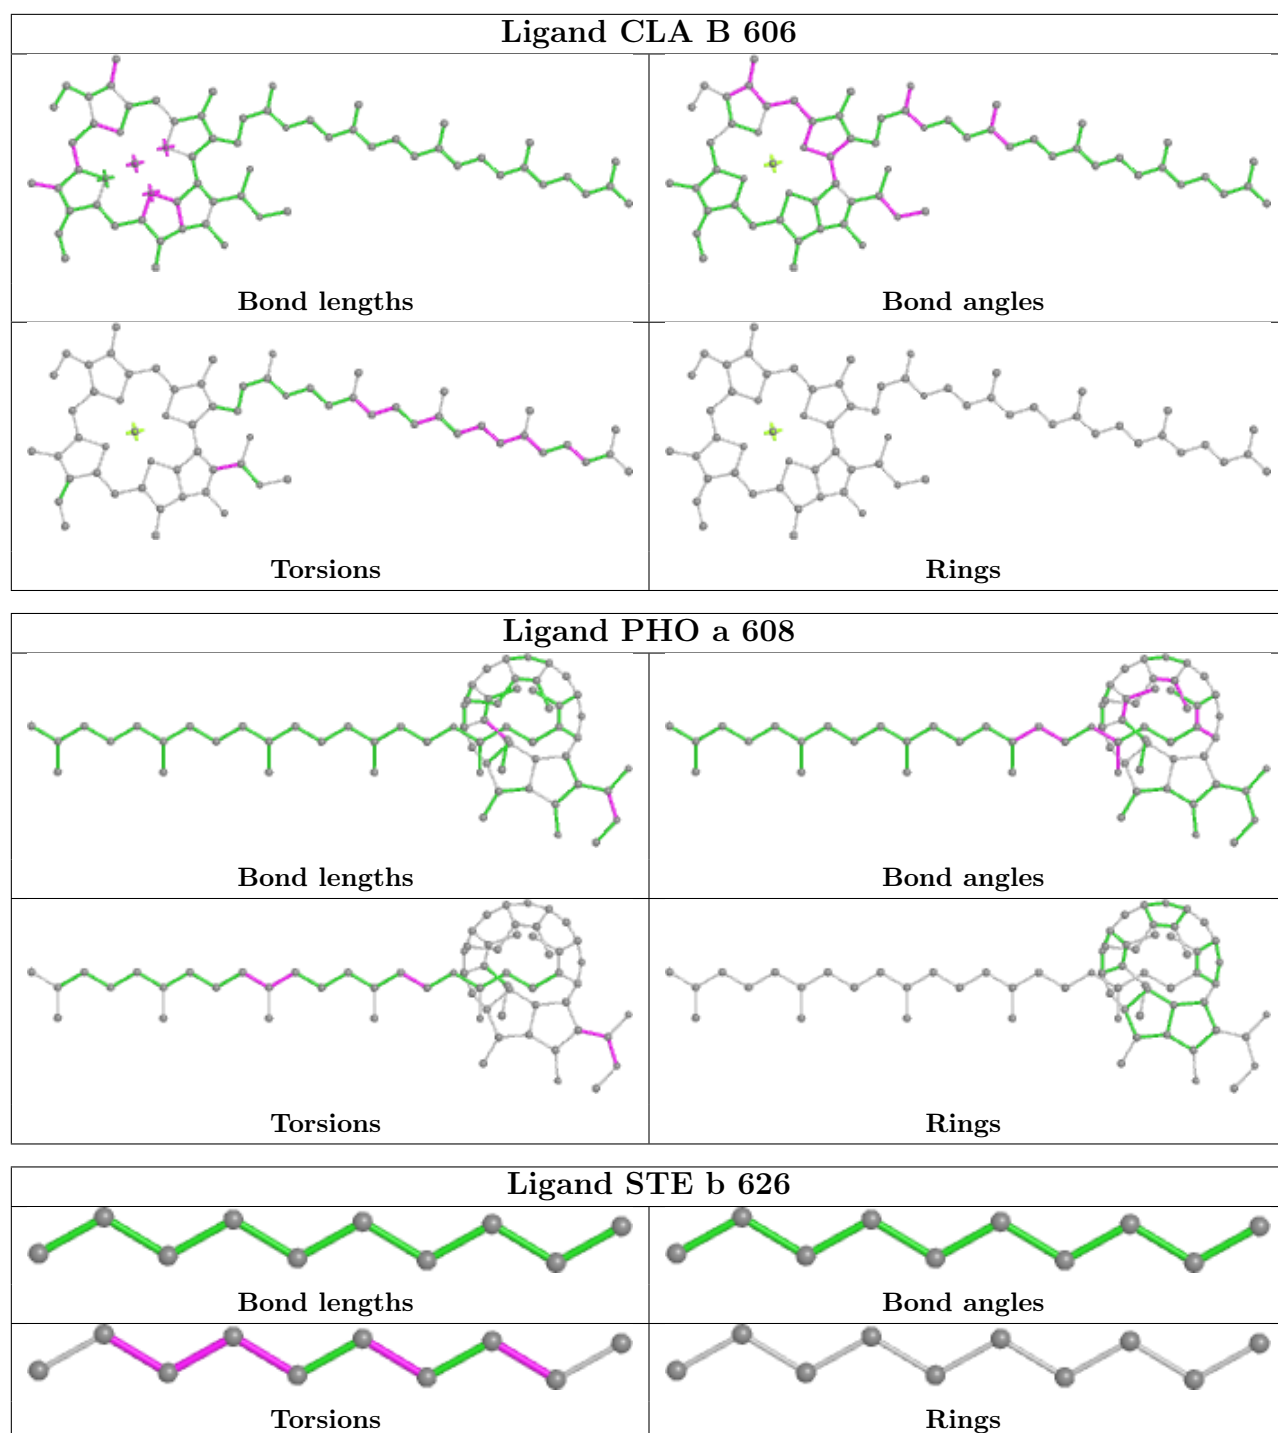 Ligand CLA B 606
Bond lengths
Bond angles
Torsions
Rings
Ligand PHO a 608
Bond lengths
Bond angles
Torsions
Rings
Ligand STE b 626
Bond lengths
Bond angles
Torsions
Rings